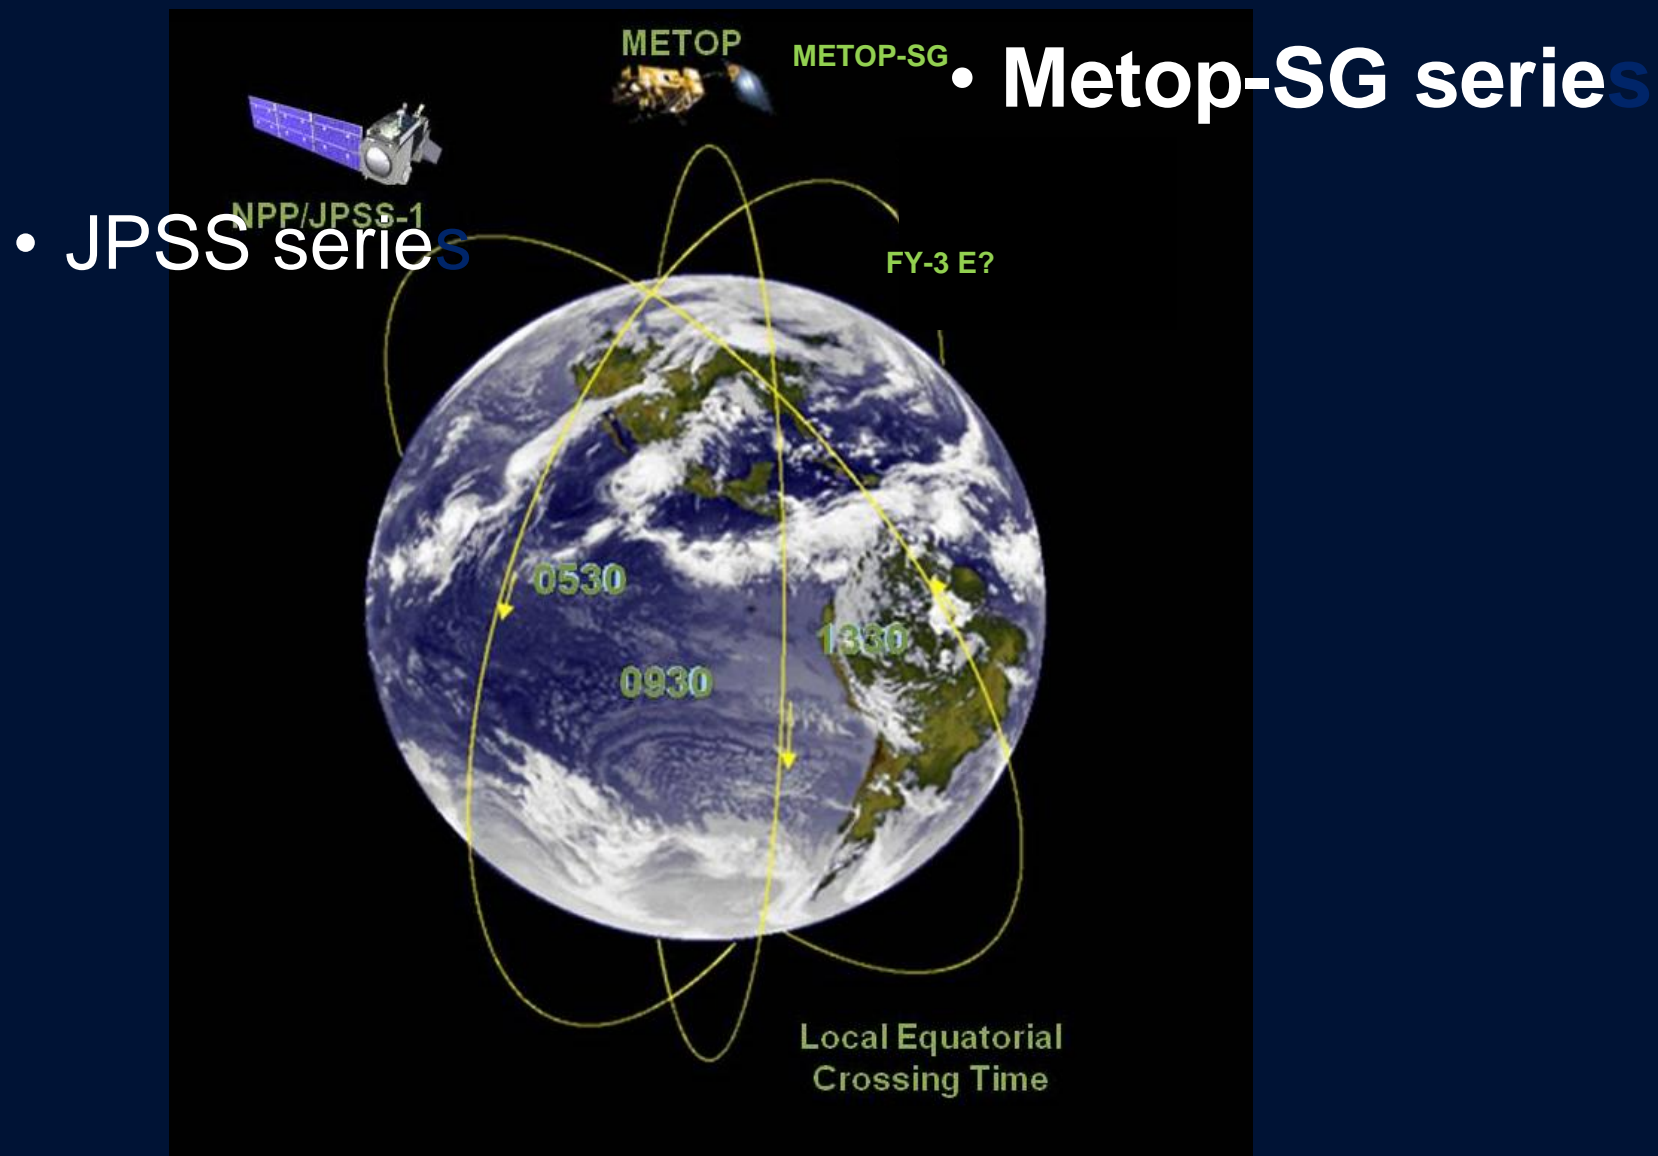 METOP
METOP-SG
• Metop-SG series
NPP/JPSS-1
• JPSS series
FY-3 E?
0530
1330
0930
Local Equatorial
Crossing Time